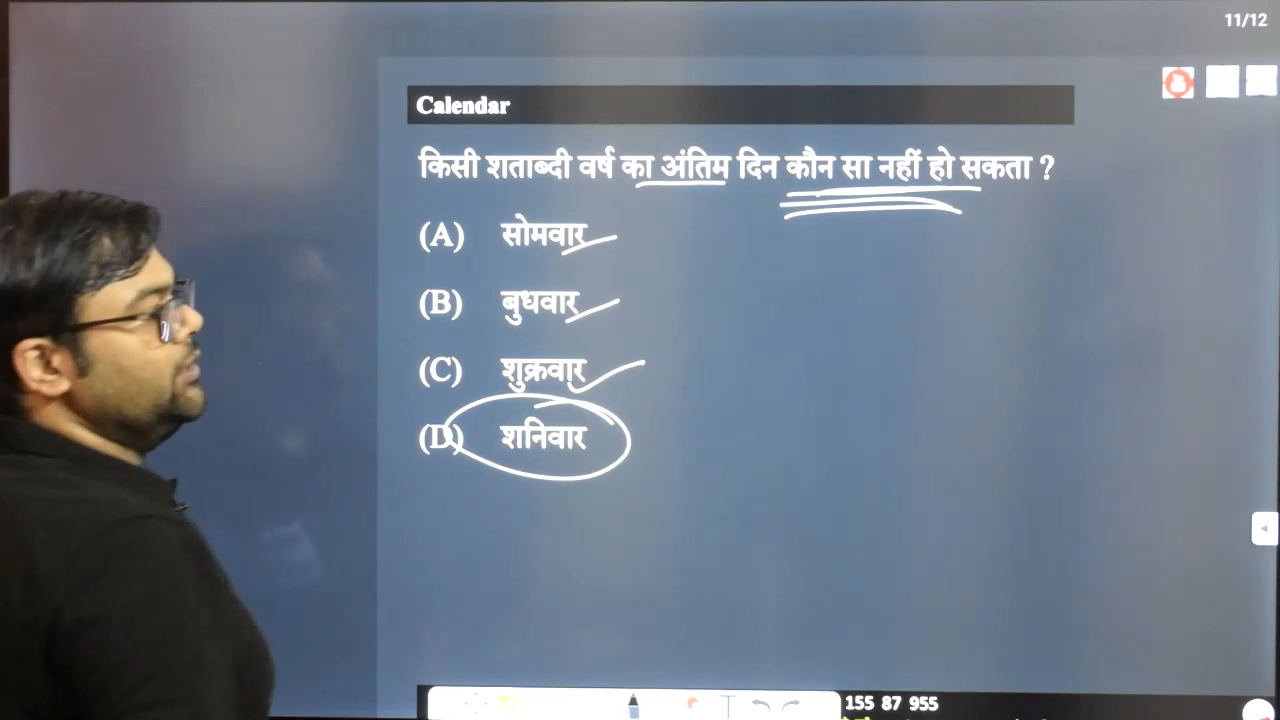 11/12
Calendar
किसी शताब्दी वर्ष का अंतिम दिन कौन सा नहीं हो सकता ?
(A) सोमवार
(B) बुधवार
(C) शुक्रवार
(D) शनिवार
155 87 955